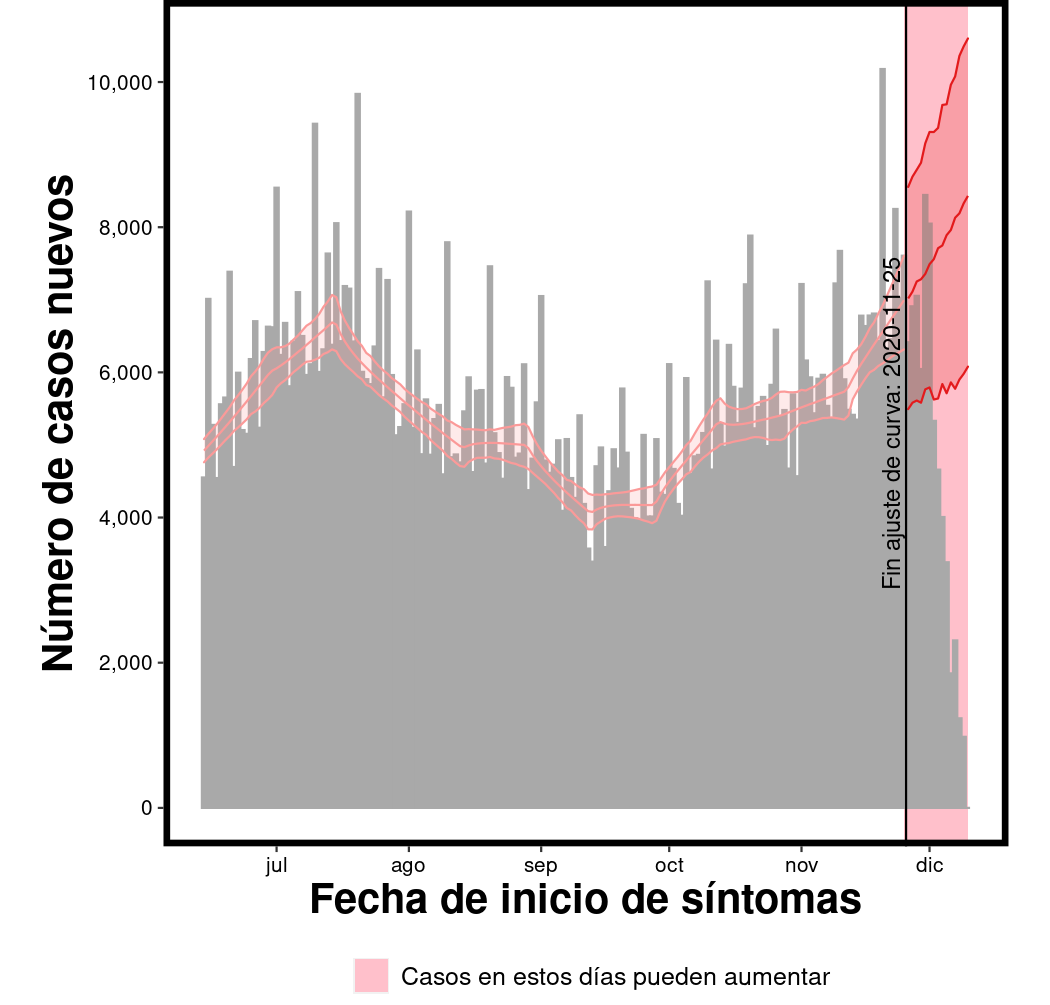 Número de casos nuevos
10,000
8,000
6,000
4,000
2,000
0
Fin ajuste de curva: 2020-11-25
jul ago sep oct nov dic
Fecha de inicio de síntomas
Casos en estos días pueden aumentar